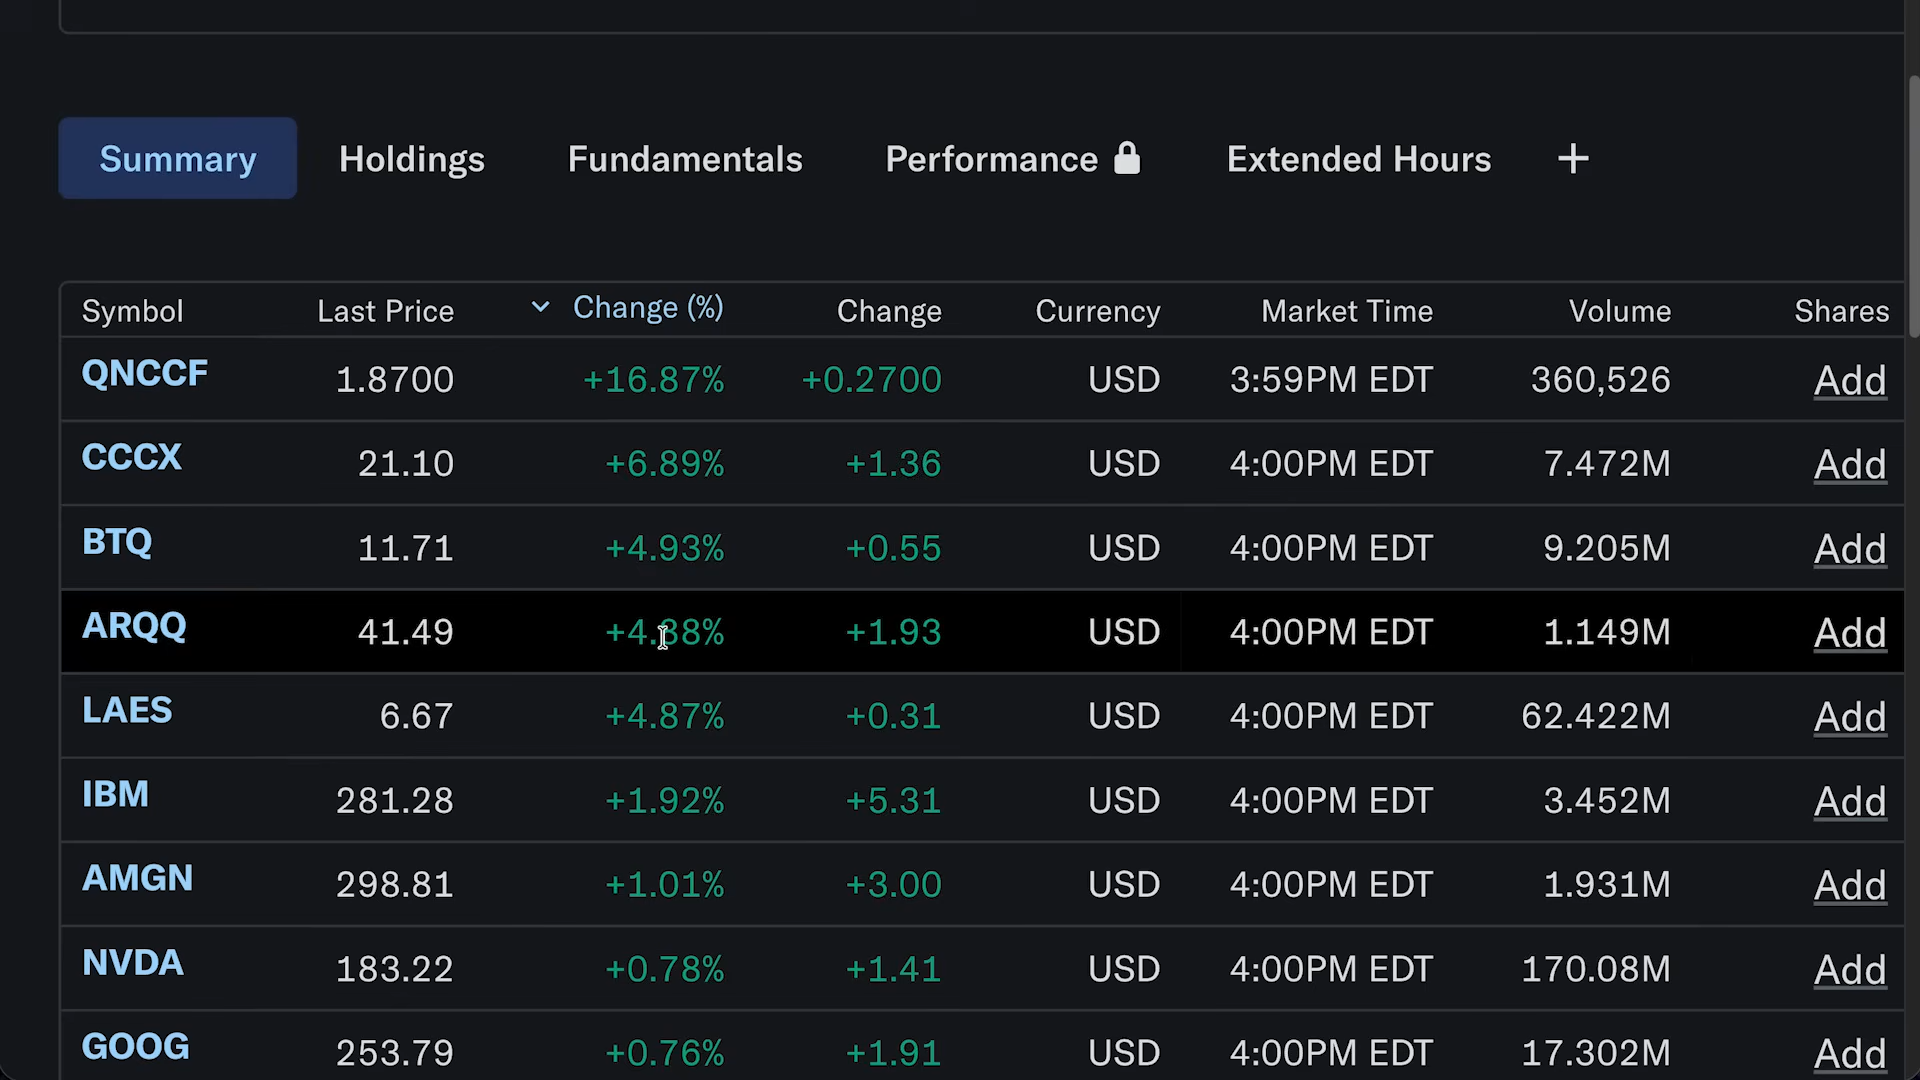 Summary Holdings Fundamentals Performance Extended Hours +
Symbol Last Price Change (%) Change Currency Market Time Volume Shares
QNCCF 1.8700 +16.87% +0.2700 USD 3:59PM EDT 360,526 Add
CCCX 21.10 +6.89% +1.36 USD 4:00PM EDT 7.472M Add
BTQ 11.71 +4.93% +0.55 USD 4:00PM EDT 9.205M Add
ARQQ 41.49 +4.88% +1.93 USD 4:00PM EDT 1.149M Add
LAES 6.67 +4.87% +0.31 USD 4:00PM EDT 62.422M Add
IBM 281.28 +1.92% +5.31 USD 4:00PM EDT 3.452M Add
AMGN 298.81 +1.01% +3.00 USD 4:00PM EDT 1.931M Add
NVDA 183.22 +0.78% +1.41 USD 4:00PM EDT 170.08M Add
GOOG 253.79 +0.76% +1.91 USD 4:00PM EDT 17.302M Add